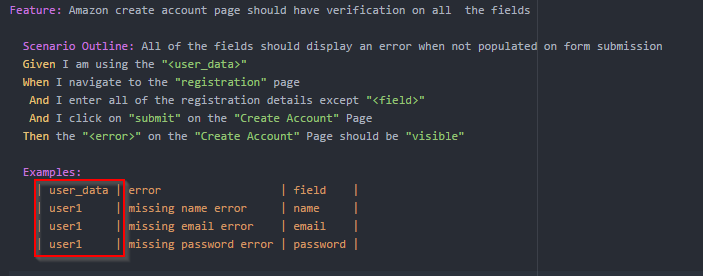 Feature: Amazon create account page should have verification on all  the fields
Scenario Outline: All of the fields should display an error when not populated on form submission
Given I am using the "<user_data>"
When I navigate to the "registration" page
And I enter all of the registration details except "<field>"
And I click on "submit" on the "Create Account" Page
Then the "<error>" on the "Create Account" Page should be "visible"
Examples:
| user_data | error                  | field    |
| user1     | missing name error     | name     |
| user1     | missing email error    | email    |
| user1     | missing password error | password |